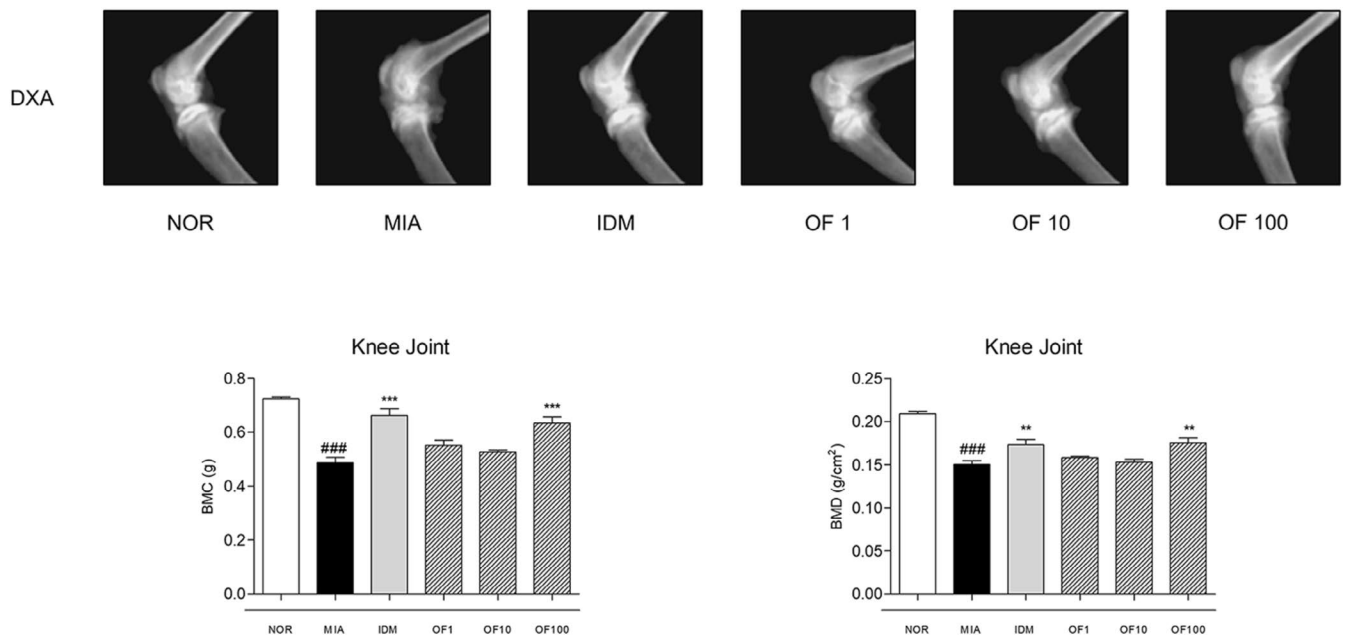 DXA
NOR MIA IDM OF 1 OF 10 OF 100
Knee Joint
BMC (g)
0.8
0.6
0.4
0.2
0.0
###
***
***
NOR MIA IDM OF1 OF10 OF100
Knee Joint
BMD (g/cm²)
0.25
0.20
0.15
0.10
0.05
0.00
###
**
**
NOR MIA IDM OF1 OF10 OF100